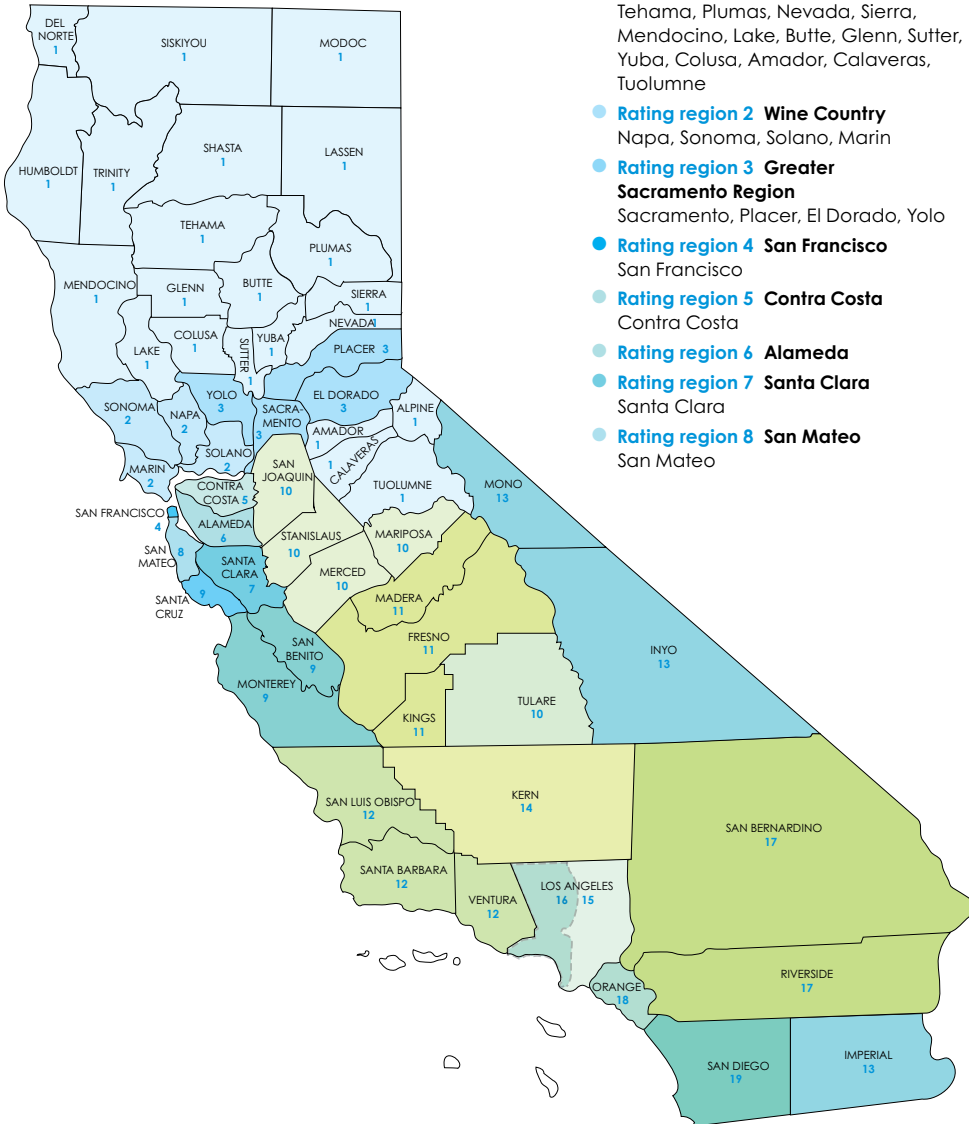 Tehama, Plumas, Nevada, Sierra,
Mendocino, Lake, Butte, Glenn, Sutter,
Yuba, Colusa, Amador, Calaveras,
Tuolumne
Rating region 2 Wine Country
Napa, Sonoma, Solano, Marin
Rating region 3 Greater
Sacramento Region
Sacramento, Placer, El Dorado, Yolo
Rating region 4 San Francisco
San Francisco
Rating region 5 Contra Costa
Contra Costa
Rating region 6 Alameda
Rating region 7 Santa Clara
Santa Clara
Rating region 8 San Mateo
San Mateo
DEL
NORTE
1
SISKIYOU
1
MODOC
1
HUMBOLDT
1
TRINITY
1
SHASTA
1
LASSEN
1
TEHAMA
1
PLUMAS
1
MENDOCINO
1
GLENN
1
BUTTE
1
SIERRA
1
NEVADA 1
LAKE
1
COLUSA
1
SUTTER
1
YUBA
1
PLACER 3
SONOMA
2
NAPA
2
YOLO
3
SACRA-
MENTO
3
EL DORADO
3
ALPINE
1
AMADOR
1
CALAVERAS
1
SOLANO
2
MARIN
2
SAN
JOAQUIN
10
TUOLUMNE
1
MONO
13
CONTRA
COSTA 5
SAN FRANCISCO
4
ALAMEDA
6
STANISLAUS
10
MARIPOSA
10
SAN
MATEO
8
SANTA
CLARA
7
MERCED
10
SANTA
CRUZ
9
MADERA
11
FRESNO
11
SAN
BENITO
9
INYO
13
MONTEREY
9
TULARE
10
KINGS
11
SAN LUIS OBISPO
12
KERN
14
SAN BERNARDINO
17
SANTA BARBARA
12
VENTURA
12
LOS ANGELES
16 15
RIVERSIDE
17
ORANGE
18
SAN DIEGO
19
IMPERIAL
13